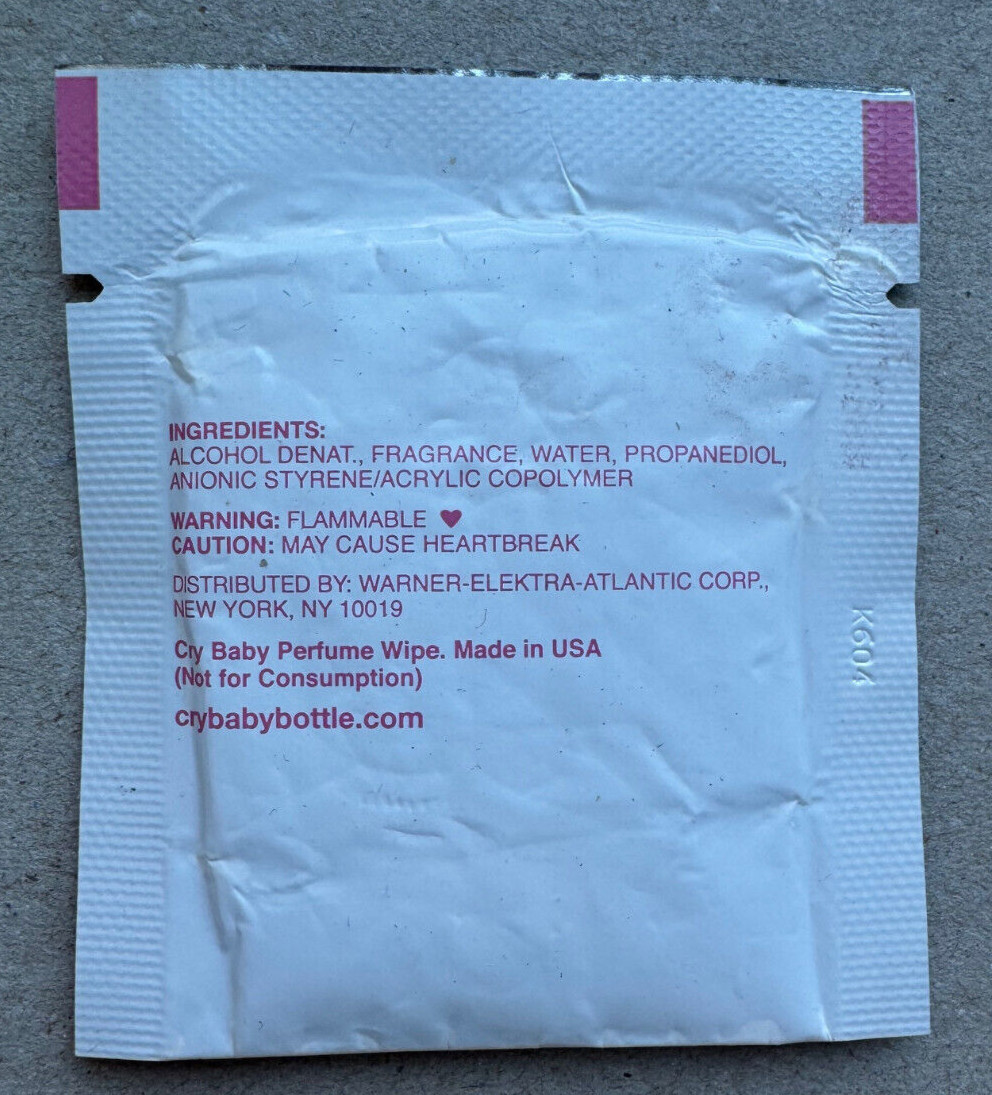 INGREDIENTS:
ALCOHOL DENAT., FRAGRANCE, WATER, PROPANEDIOL,
ANIONIC STYRENE/ACRYLIC COPOLYMER
WARNING: FLAMMABLE ♥
CAUTION: MAY CAUSE HEARTBREAK
DISTRIBUTED BY: WARNER-ELEKTRA-ATLANTIC CORP.,
NEW YORK, NY 10019
Cry Baby Perfume Wipe. Made in USA
(Not for Consumption)
crybabybottle.com
K604